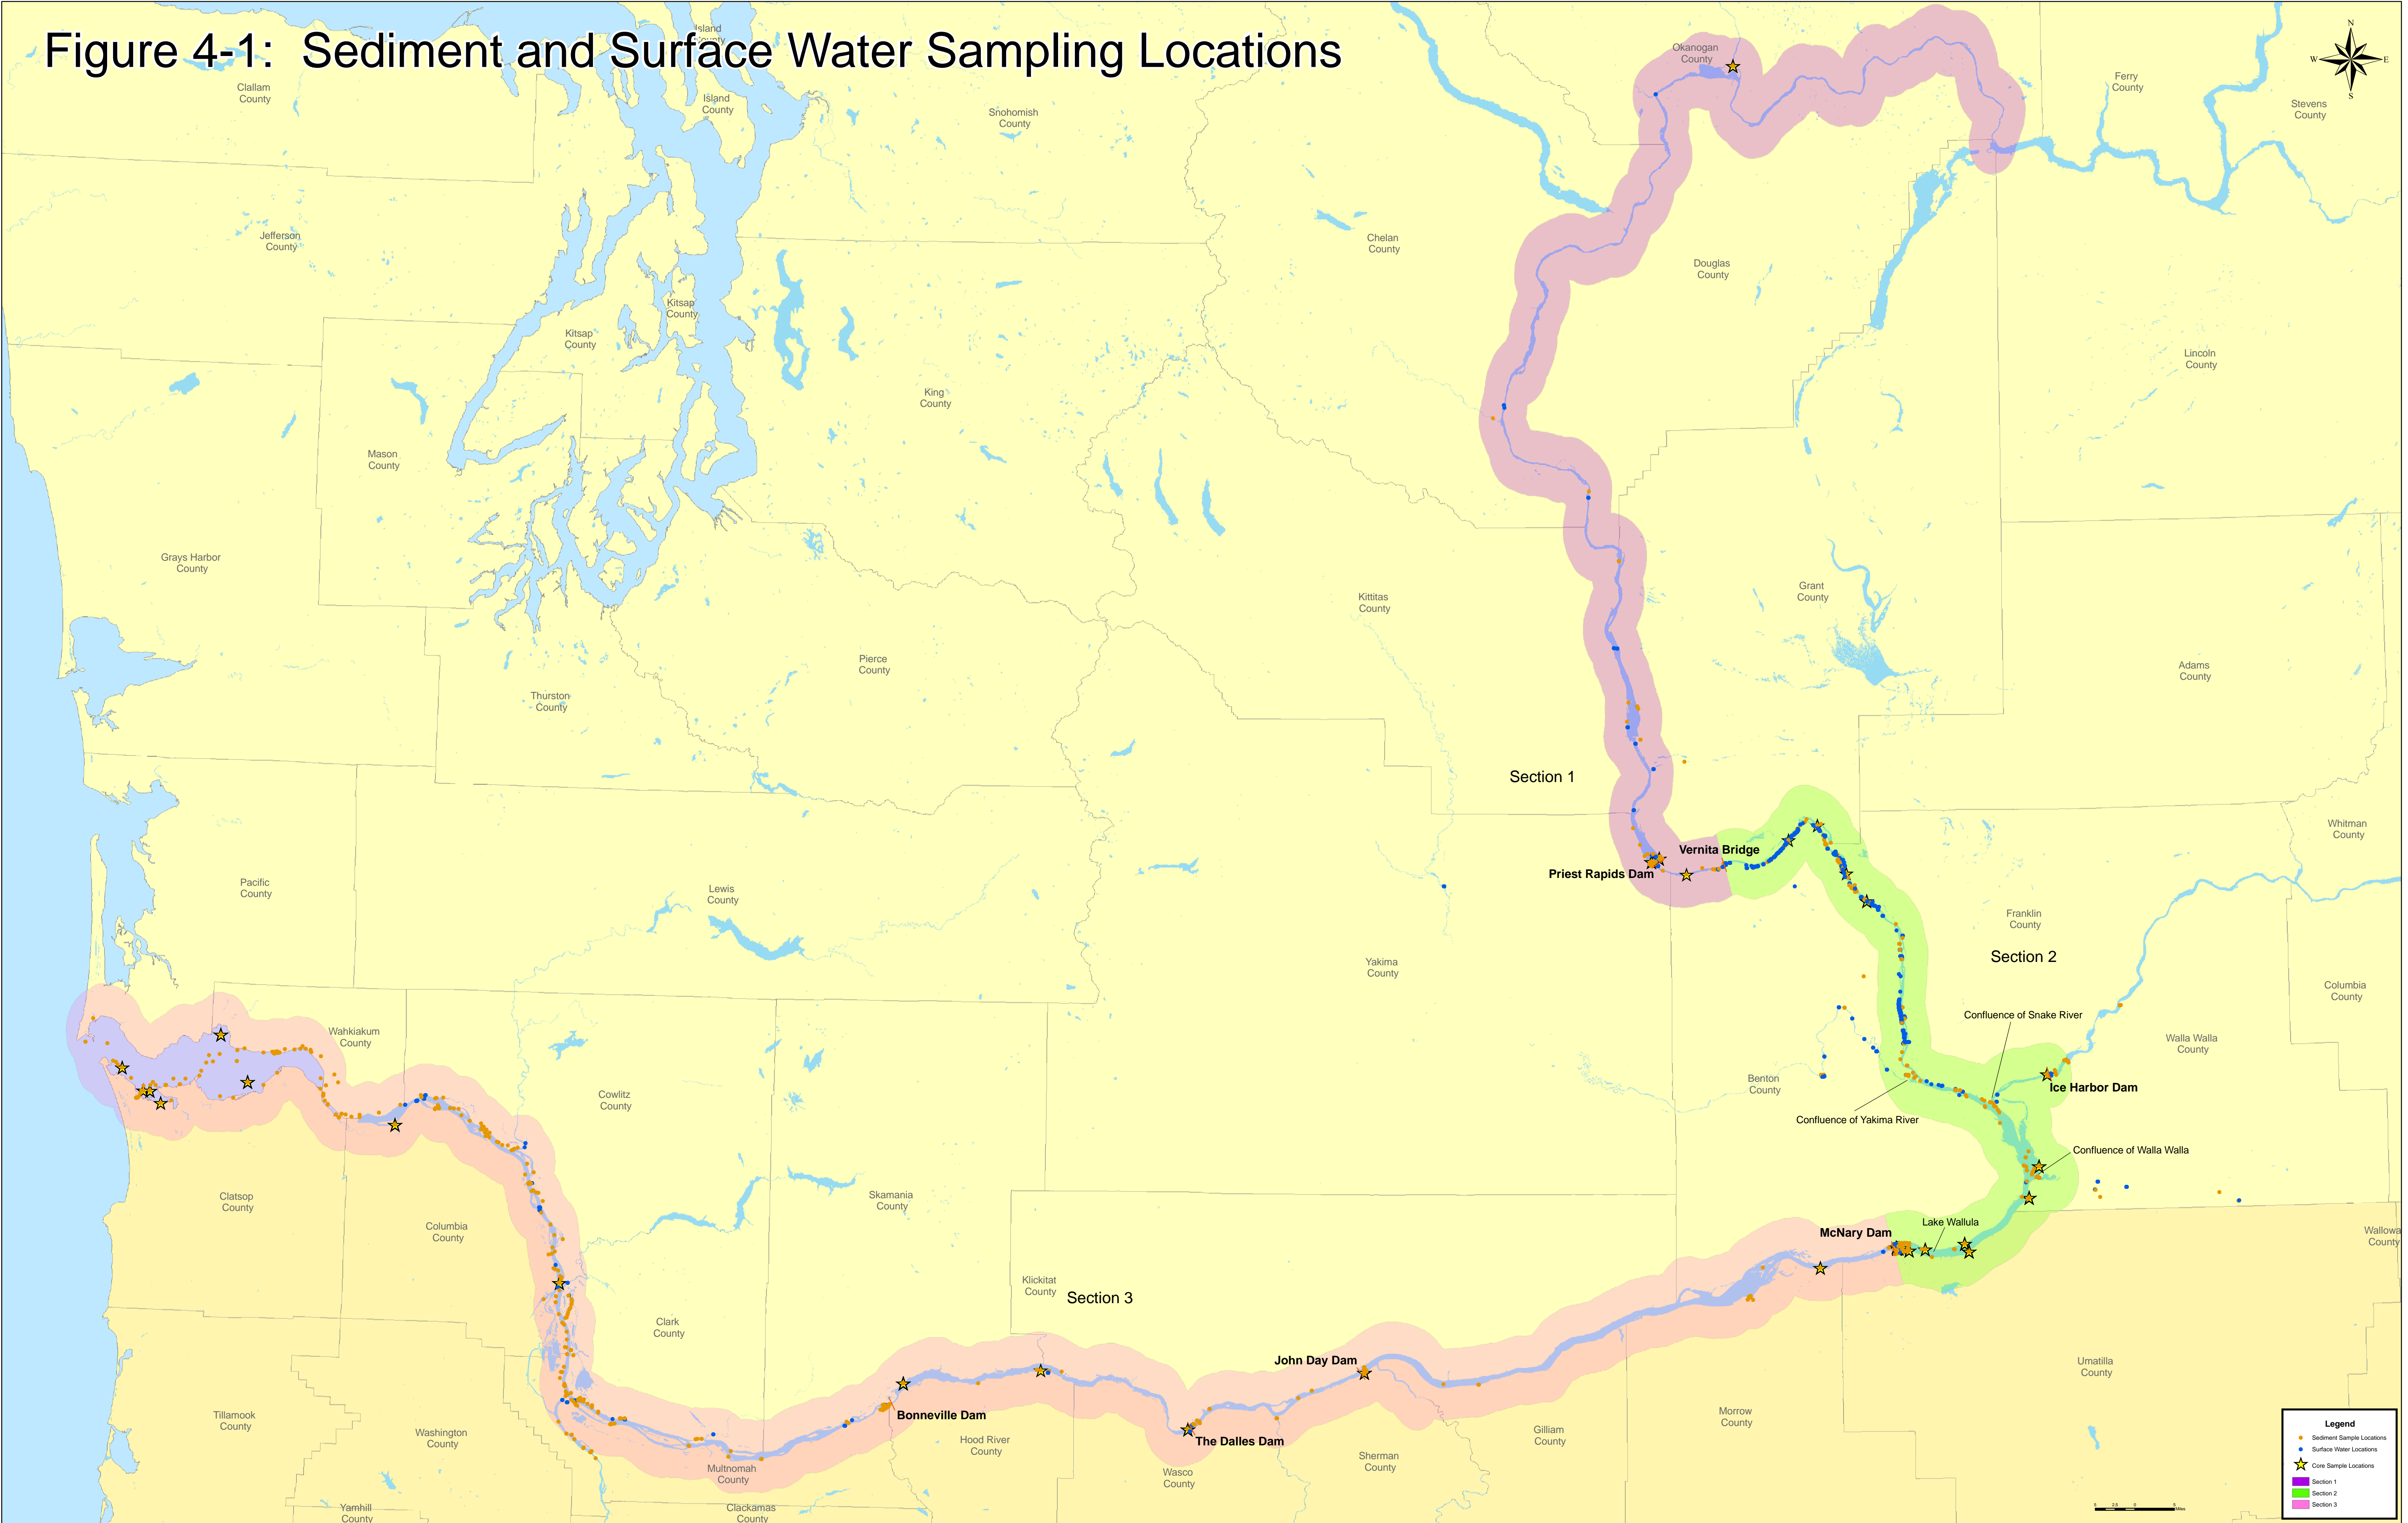 Figure 4-1: Sediment and Surface Water Sampling Locations
Island
County
Okanogan
County
N
W
E
S
Clallam
County
Island
County
Snohomish
County
Ferry
County
Stevens
County
Jefferson
County
Chelan
County
Douglas
County
Kitsap
County
Kitsap
County
Lincoln
County
King
County
Mason
County
Grays Harbor
County
Kittitas
County
Grant
County
Pierce
County
Adams
County
Thurston
County
Section 1
Whitman
County
Vernita Bridge
Priest Rapids Dam
Pacific
County
Lewis
County
Franklin
County
Section 2
Yakima
County
Columbia
County
Confluence of Snake River
Wahkiakum
County
Walla Walla
County
Cowlitz
County
Benton
County
Ice Harbor Dam
Confluence of Yakima River
Confluence of Walla Walla
Clatsop
County
Skamania
County
Columbia
County
Lake Wallula
McNary Dam
Wallowa
County
Klickitat
County
Section 3
Clark
County
John Day Dam
Umatilla
County
Bonneville Dam
Tillamook
County
Washington
County
Hood River
County
The Dalles Dam
Morrow
County
Gilliam
County
Sherman
County
Multnomah
County
Wasco
County
Yamhill
County
Clackamas
County
Legend
Sediment Sample Locations
Surface Water Locations
Core Sample Locations
Section 1
Section 2
Section 3
Miles